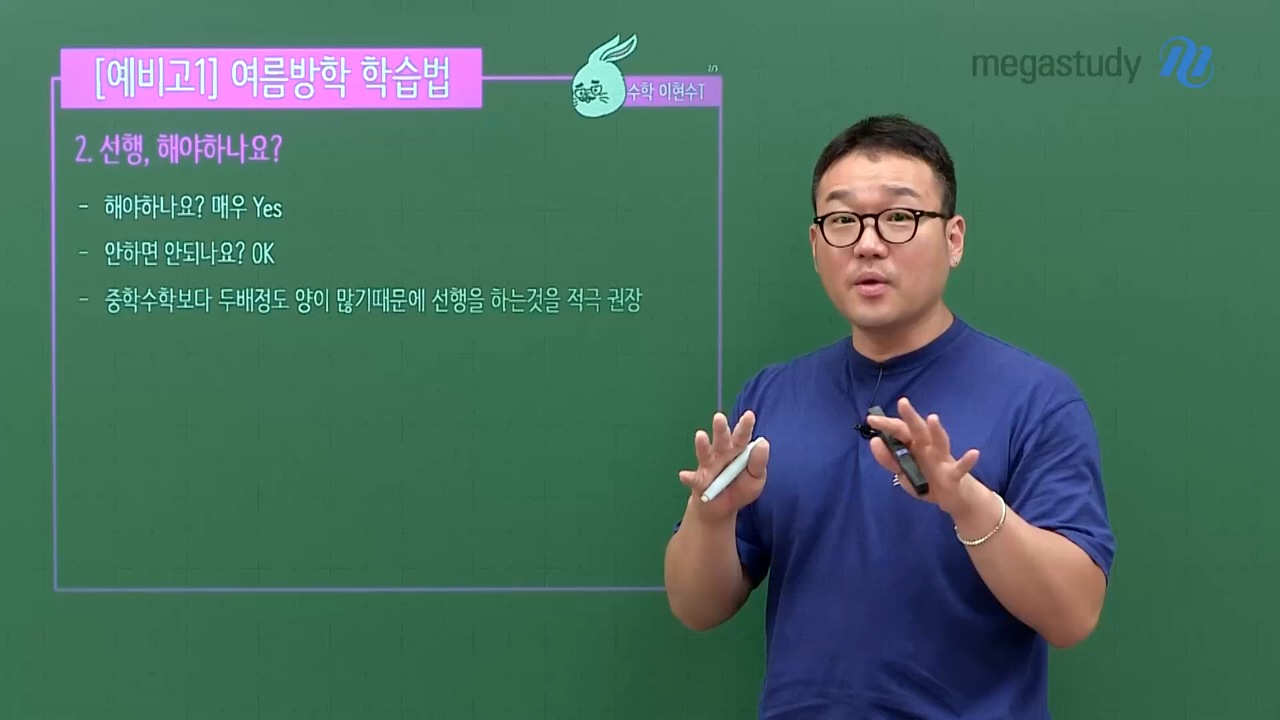 [예비고1] 여름방학 학습법
2/3
수학 이현수T
megastudy
2. 선행, 해야하나요?
- 해야하나요? 매우 Yes
- 안하면 안되나요? OK
- 중학수학보다 두배정도 양이 많기때문에 선행을 하는것을 적극 권장